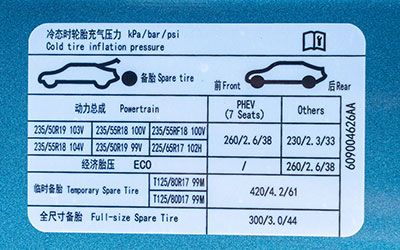 冷态时轮胎充气压力 kPa/bar/psi
Cold tire inflation pressure
备胎 Spare tire
前Front
后Rear
动力总成 Powertrain
PHEV
(7 Seats)
Others
235/50R19 103V
235/55R18 100V
235/55RF18 100V
235/55R18 104V
235/50R19 99V
225/65R17 102H
260/2.6/38
230/2.3/33
经济胎压 ECO
/
260/2.6/38
临时备胎 Temporary Spare Tire
T125/80R17 99M
T125/80D17 99M
420/4.2/61
全尺寸备胎 Full-size Spare Tire
300/3.0/44
609004626AA